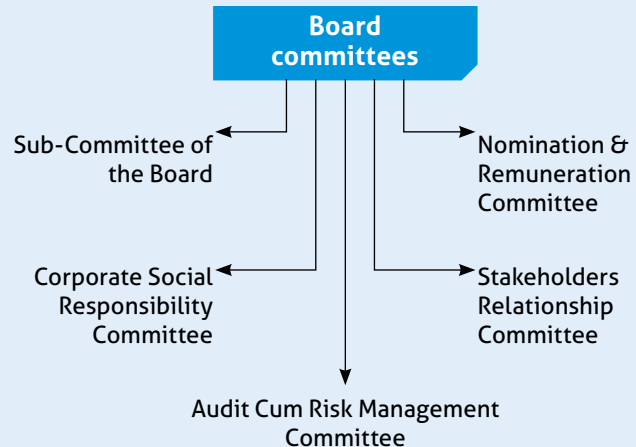 Board
committees
Sub-Committee of
the Board
Nomination &
Remuneration
Committee
Corporate Social
Responsibility
Committee
Stakeholders
Relationship
Committee
Audit Cum Risk Management
Committee